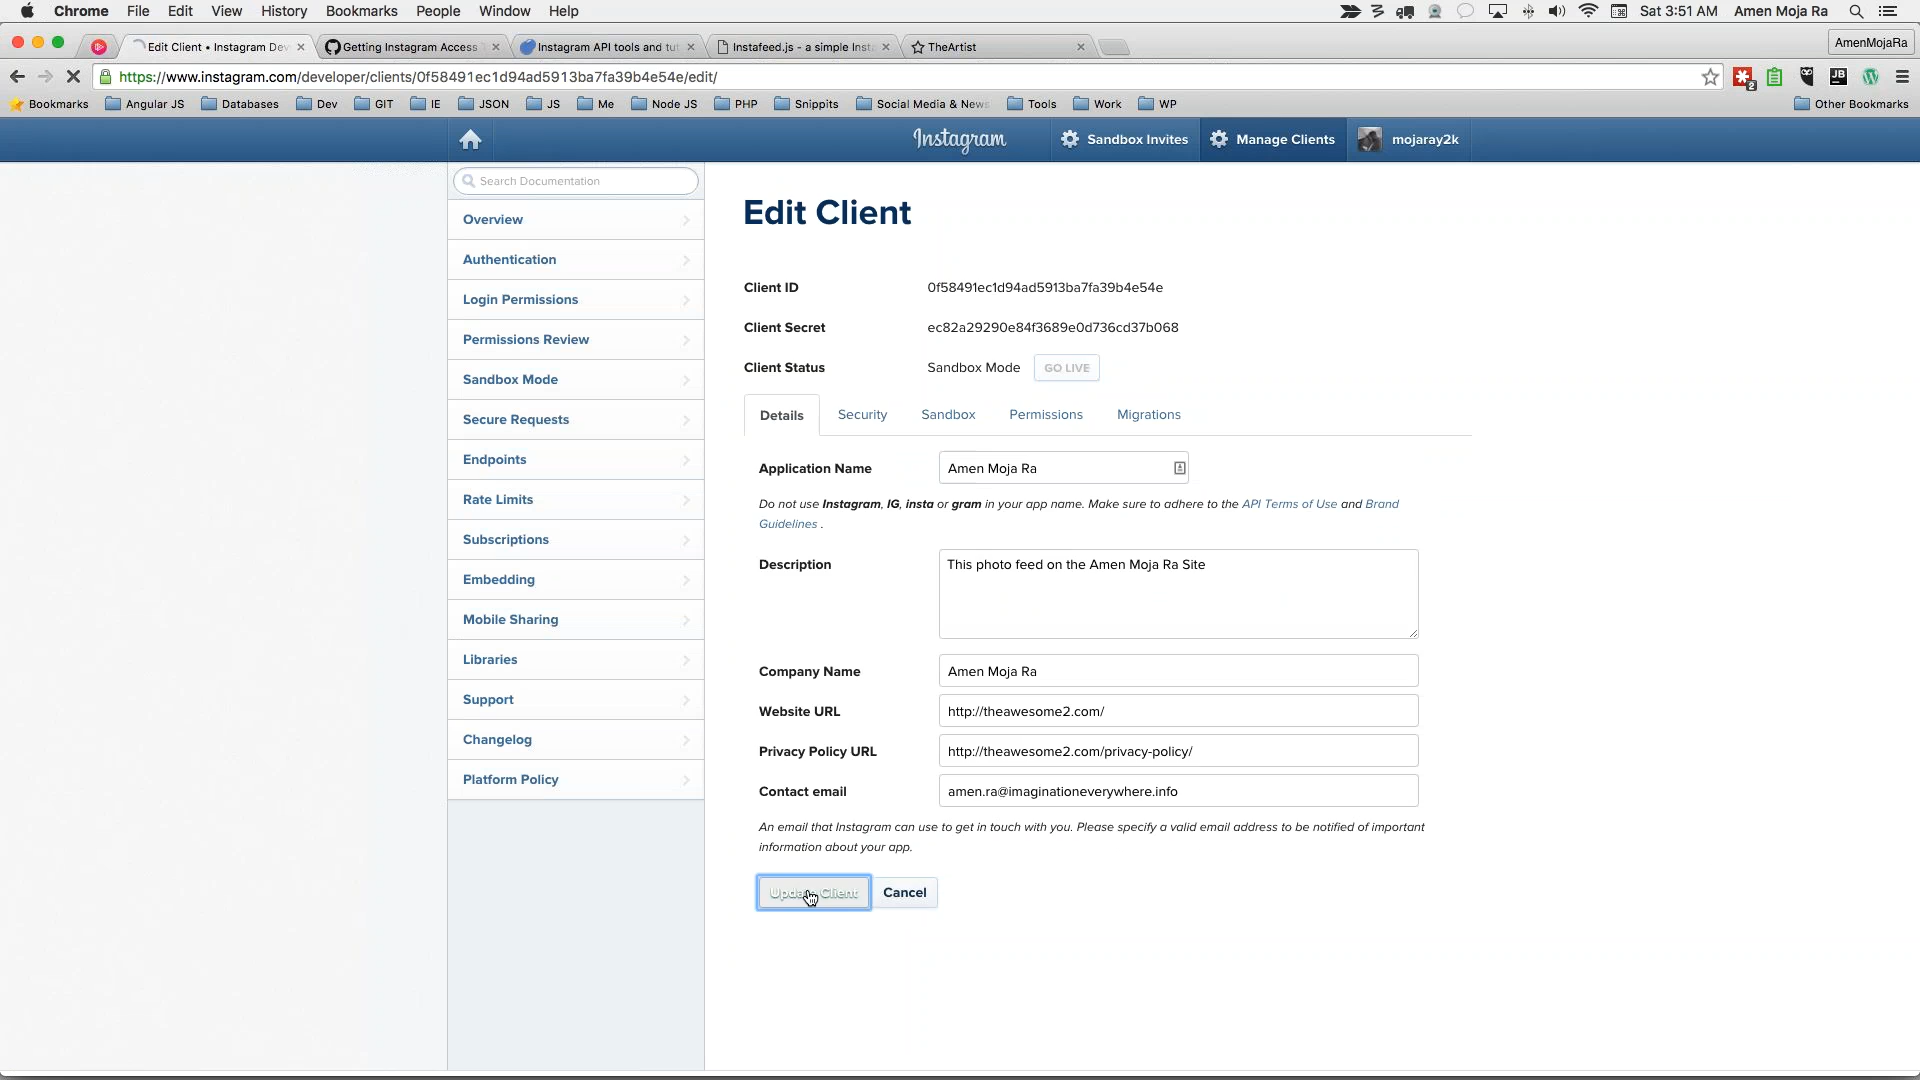 Chrome File Edit View History Bookmarks People Window Help Sat 3:51 AM Amen Moja Ra
Edit Client • Instagram Dev Getting Instagram Access Instagram API tools and tut Instafeed.js - a simple Inst TheArtist AmenMojaRa
https://www.instagram.com/developer/clients/0f58491ec1d94ad5913ba7fa39b4e54e/edit/ 2 JB
Bookmarks Angular JS Databases Dev GIT IE JSON JS Me Node JS PHP Snippits Social Media & News Tools Work WP Other Bookmarks
Instagram Sandbox Invites Manage Clients mojaray2k
Search Documentation
Overview
Authentication
Login Permissions
Permissions Review
Sandbox Mode
Secure Requests
Endpoints
Rate Limits
Subscriptions
Embedding
Mobile Sharing
Libraries
Support
Changelog
Platform Policy
Edit Client
Client ID 0f58491ec1d94ad5913ba7fa39b4e54e
Client Secret ec82a29290e84f3689e0d736cd37b068
Client Status Sandbox Mode GO LIVE
Details Security Sandbox Permissions Migrations
Application Name Amen Moja Ra
Do not use Instagram, IG, insta or gram in your app name. Make sure to adhere to the API Terms of Use and Brand
Guidelines .
Description This photo feed on the Amen Moja Ra Site
Company Name Amen Moja Ra
Website URL http://theawesome2.com/
Privacy Policy URL http://theawesome2.com/privacy-policy/
Contact email amen.ra@imaginationeverywhere.info
An email that Instagram can use to get in touch with you. Please specify a valid email address to be notified of important
information about your app.
Update Client Cancel